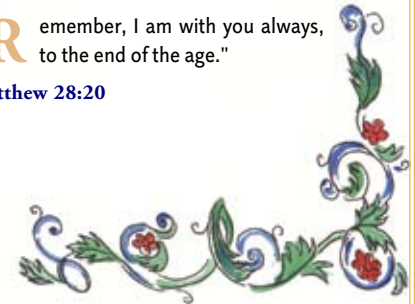 Remember, I am with you always,
to the end of the age."
tthew 28:20